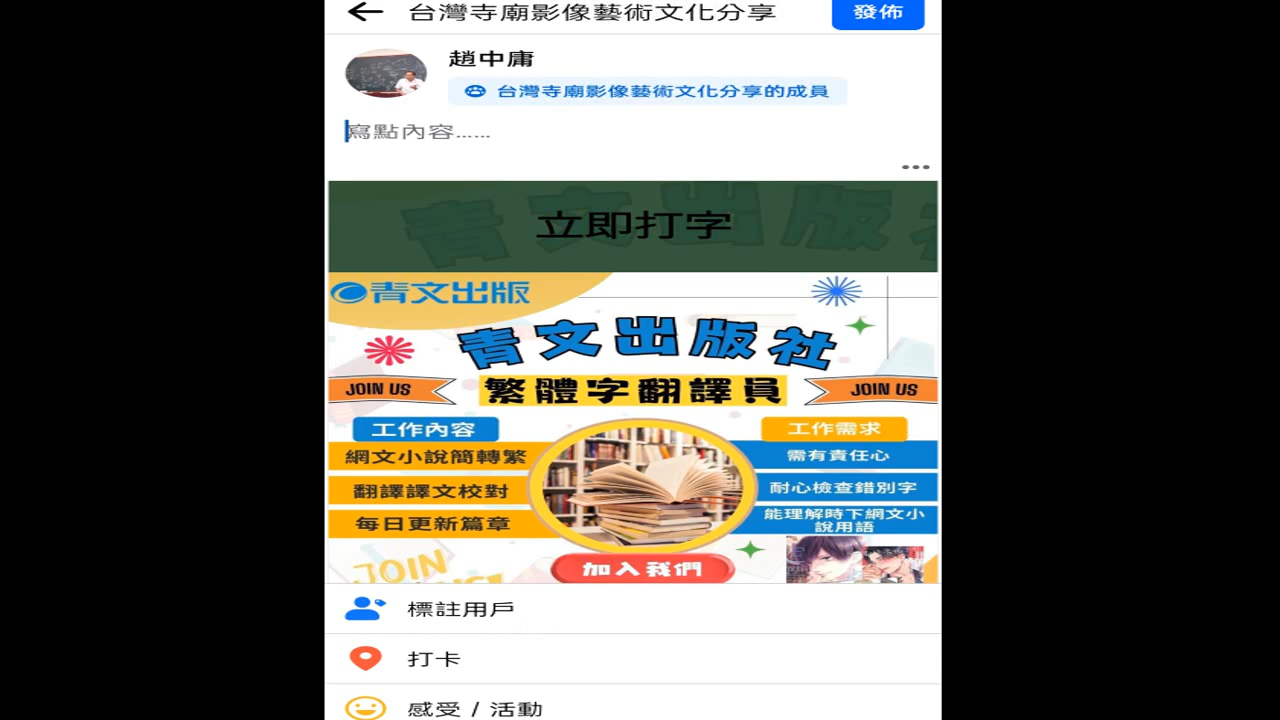 台灣寺廟影像藝術文化分享
發佈
趙中庸
台灣寺廟影像藝術文化分享的成員
寫點內容......
青文出版社
立即打字
青文出版
青文出版社
JOIN US
繁體字翻譯員
JOIN US
工作內容
網文小說簡轉繁
翻譯譯文校對
每日更新篇章
工作需求
需有責任心
耐心檢查錯別字
能理解時下網文小
說用語
JOIN
加入我們
標註用戶
打卡
感受 / 活動